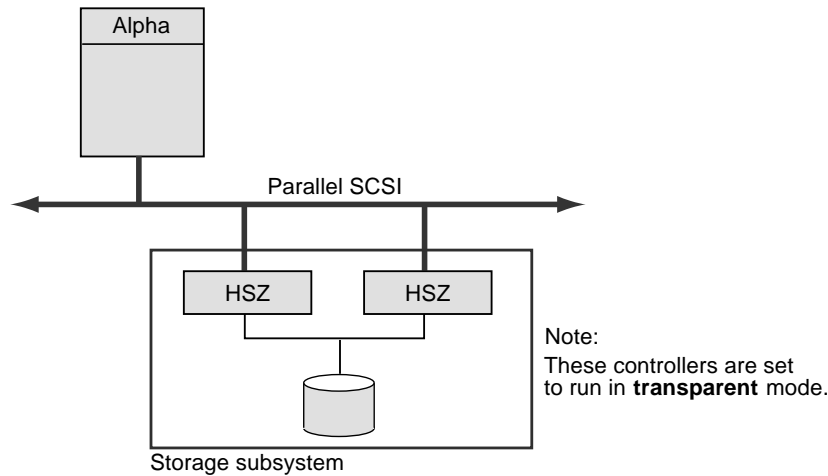 Alpha
Parallel SCSI
HSZ
HSZ
Note:
These controllers are set
to run in transparent mode.
Storage subsystem